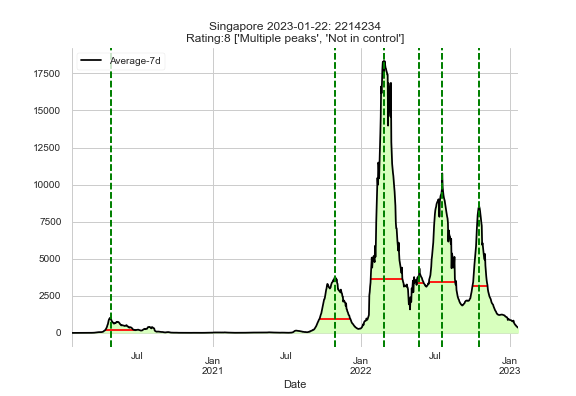 Singapore 2023-01-22: 2214234
Rating:8 ['Multiple peaks', 'Not in control']
Average-7d
17500
15000
12500
10000
7500
5000
2500
0
Jul
Jan
2021
Jul
Jan
2022
Jul
Jan
2023
Date